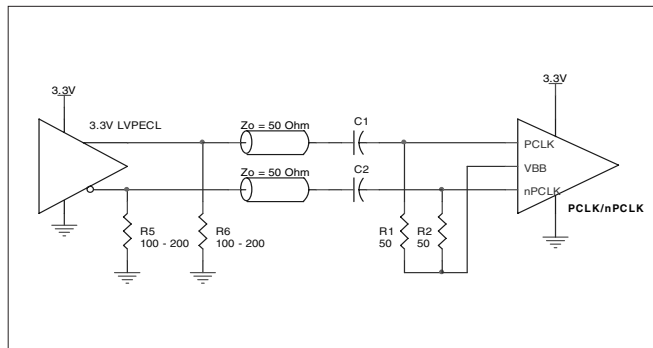 3.3V
3.3V
3.3V LVPECL
Zo = 50 Ohm
C1
PCLK
Zo = 50 Ohm
C2
VBB
nPCLK
PCLK/nPCLK
R5
100 - 200
R6
100 - 200
R1
50
R2
50